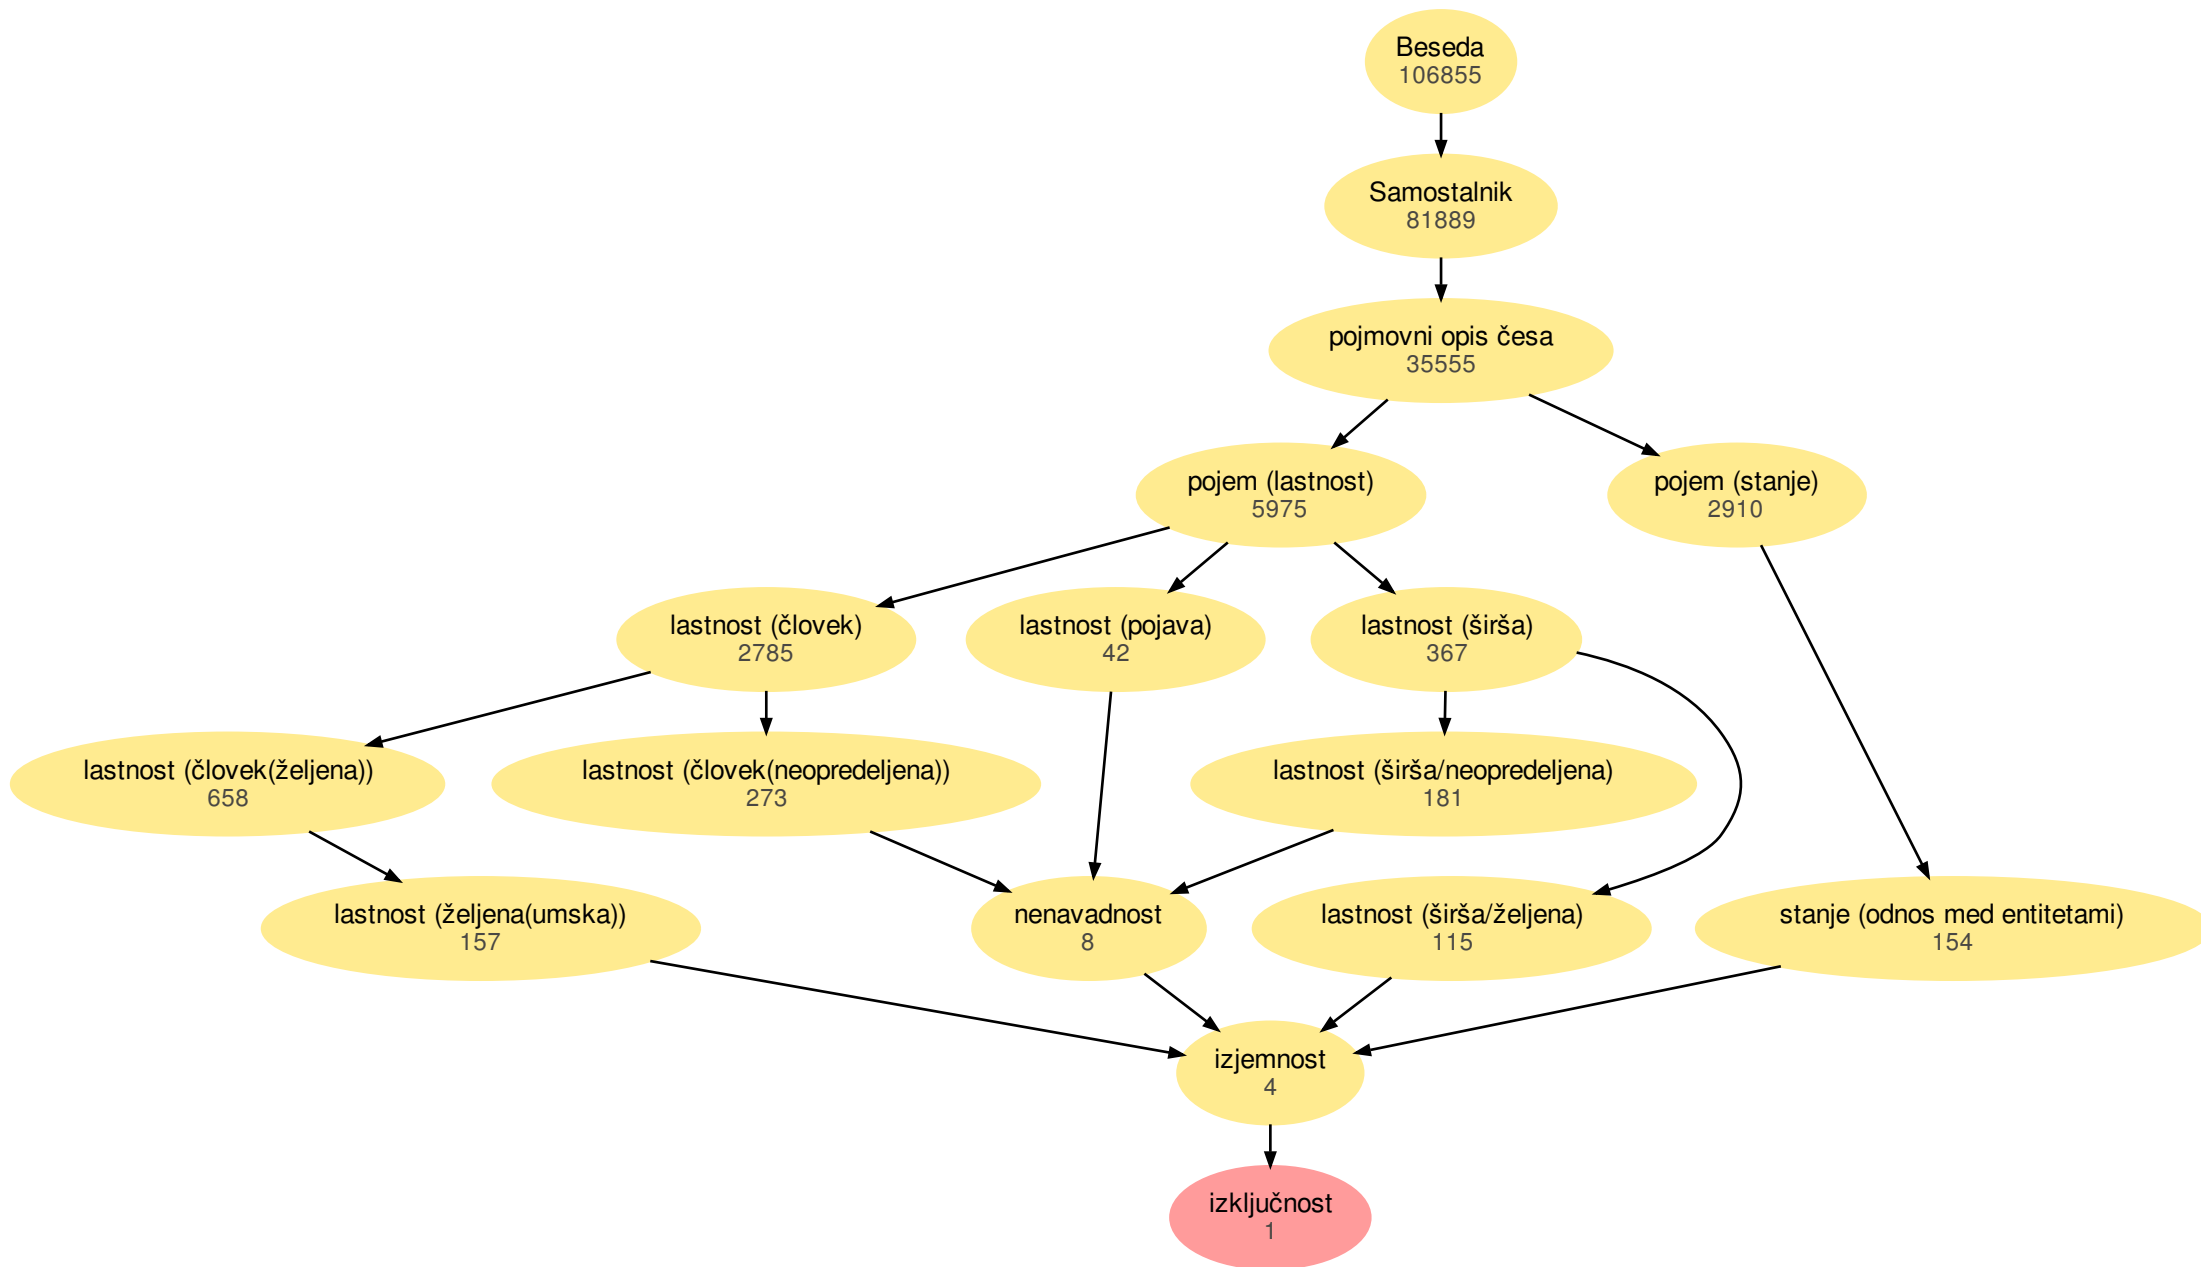 Beseda
106855
Samostalnik
81889
pojmovni opis česa
35555
pojem (lastnost)
5975
pojem (stanje)
2910
lastnost (človek)
2785
lastnost (pojava)
42
lastnost (širša)
367
lastnost (človek(željena))
658
lastnost (človek(neopredeljena))
273
lastnost (širša/neopredeljena)
181
lastnost (željena(umska))
157
nenavadnost
8
lastnost (širša/željena)
115
stanje (odnos med entitetami)
154
izjemnost
4
izključnost
1